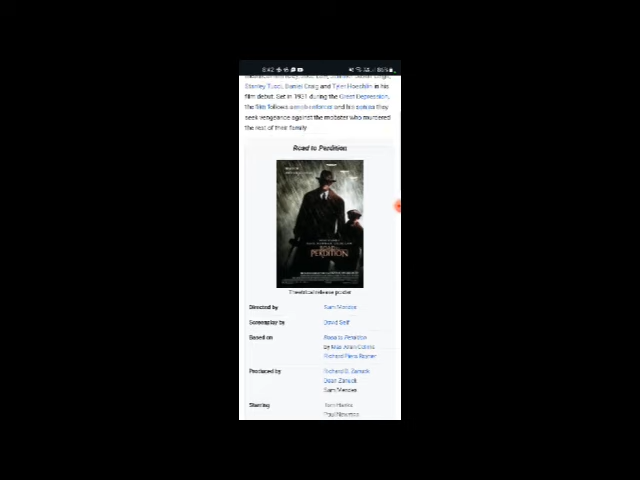 Stanley Tucci, Daniel Craig and Tyler Hoechlin in his
film debut. Set in 1931 during the Great Depression,
the film follows a mob enforcer and his son as they
seek vengeance against the mobster who murdered
the rest of their family
Road to Perdition
ROAD TO
PERDITION
Theatrical release poster
Directed by Sam Mendes
Screenplay by David Self
Based on Road to Perdition
by Max Allan Collins
Richard Piers Rayner
Produced by Richard D. Zanuck
Dean Zanuck
Sam Mendes
Starring Tom Hanks
Paul Newman